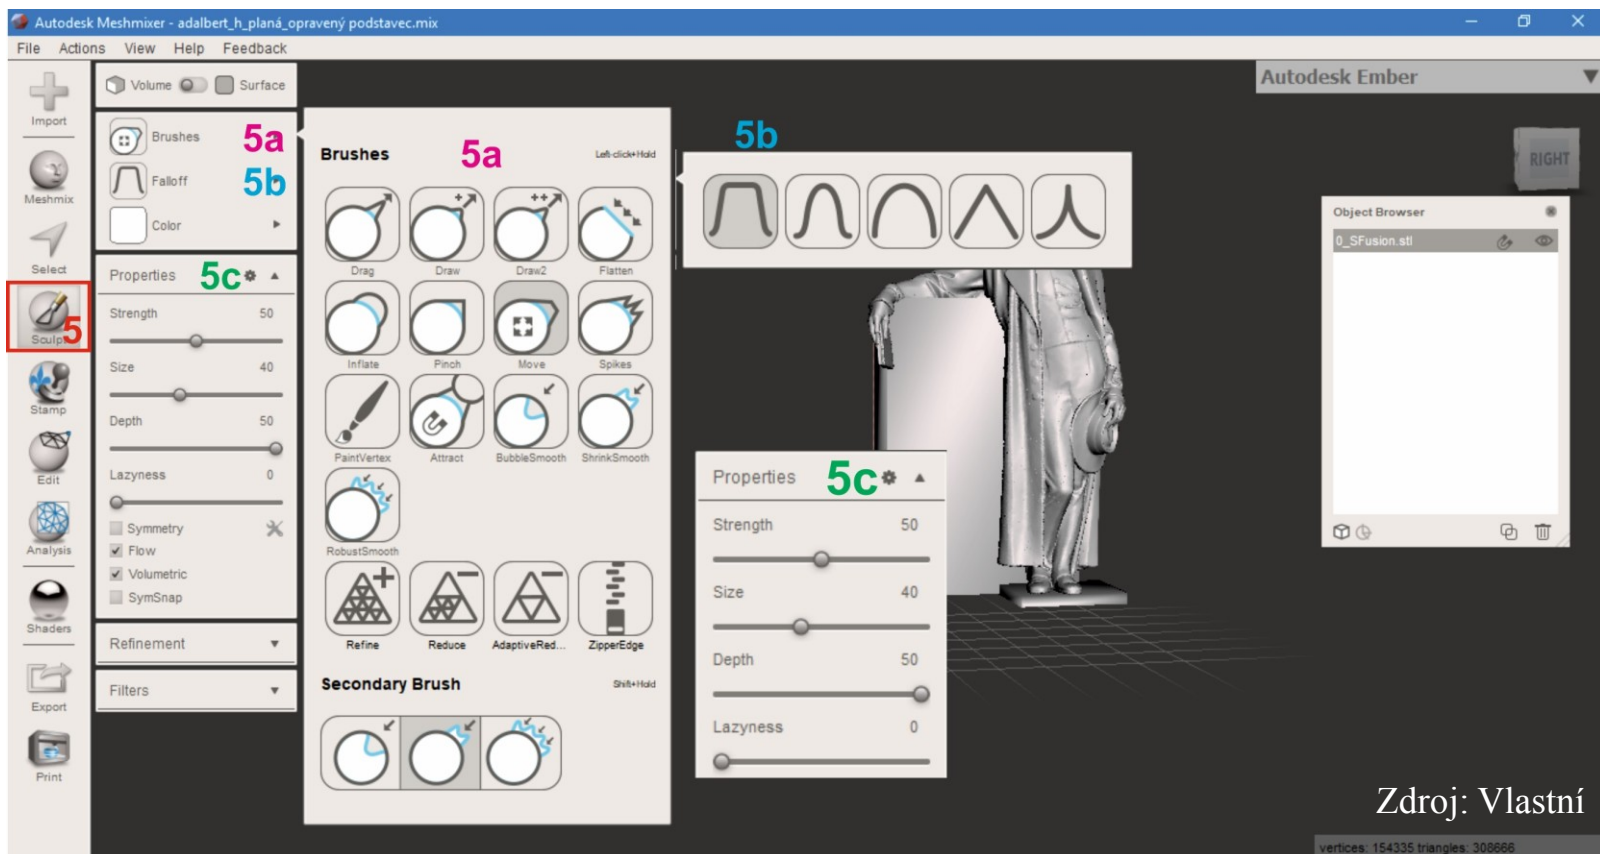 Autodesk Meshmixer - adalbert_h_planá_opravený podstavec.mix
File Actions View Help Feedback
Import
Meshmix
Select
Sculpt
5
Stamp
Edit
Analysis
Shaders
Export
Print
Volume Surface
Brushes 5a
Falloff 5b
Color
Properties 5c
Strength 50
Size 40
Depth 50
Lazyness 0
Symmetry
Flow
Volumetric
SymSnap
Refinement
Filters
Brushes 5a Left-click+Hold
Drag Draw Draw2 Flatten
Inflate Pinch Move Spikes
PaintVertex Attract BubbleSmooth ShrinkSmooth
RobustSmooth
Refine Reduce AdaptiveRed... ZipperEdge
Secondary Brush Shift+Hold
5b
Properties 5c
Strength 50
Size 40
Depth 50
Lazyness 0
Autodesk Ember
RIGHT
Object Browser
0_SFusion.stl
Zdroj: Vlastní
vertices: 154335 triangles: 308666